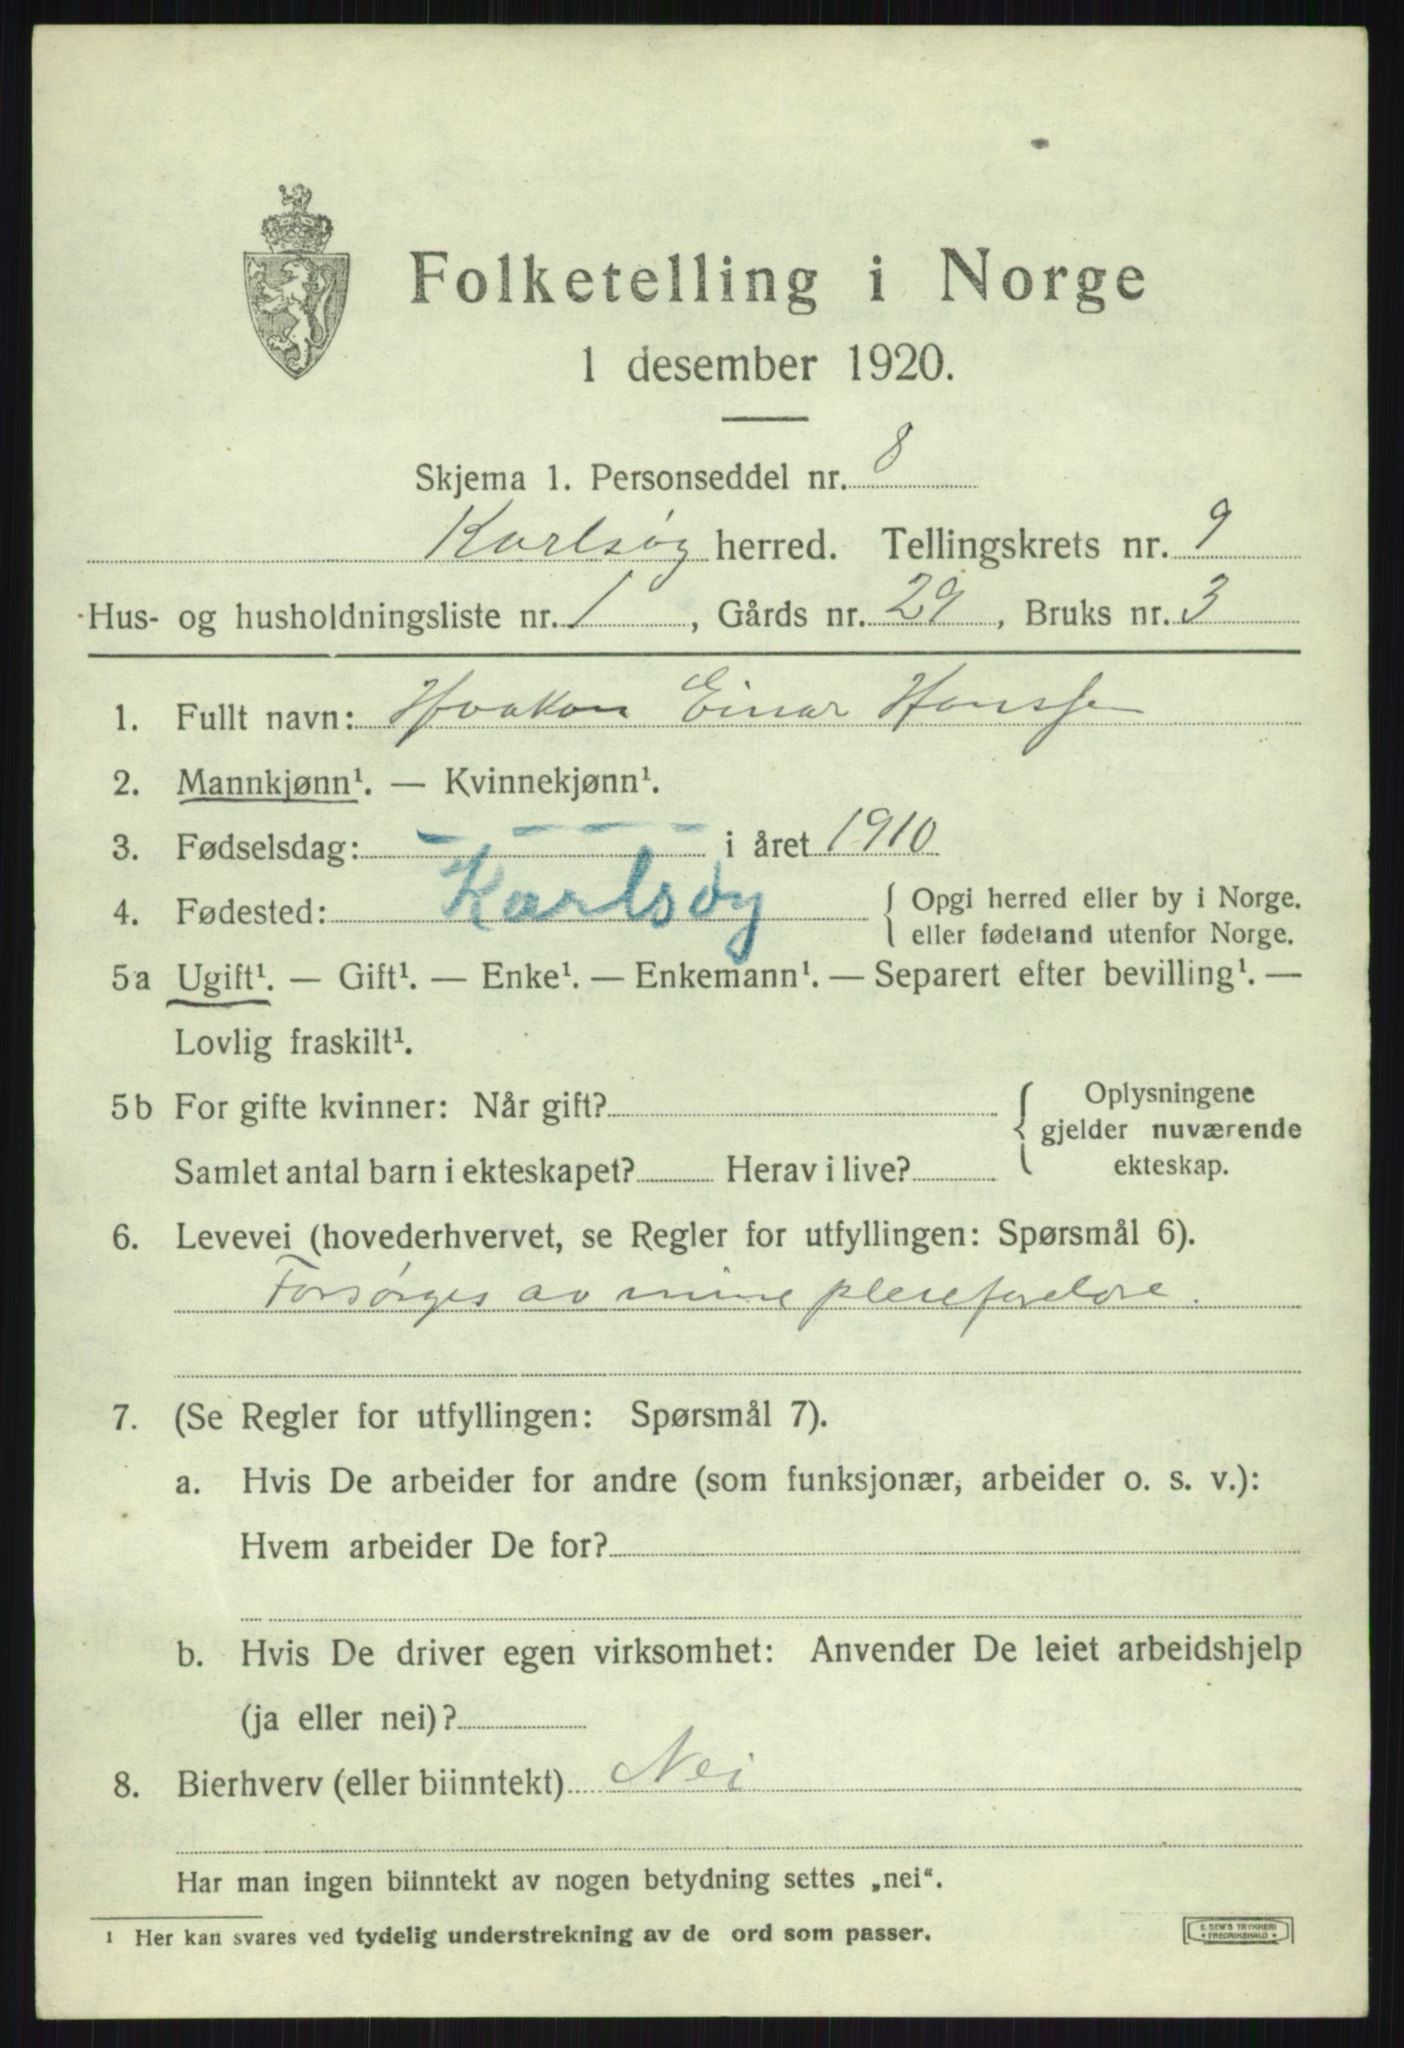 Folketelling i Norge
1 desember 1920.
Skjema 1. Personseddel nr. 8
Karlsøy herred. Tellingskrets nr. 9
Hus- og husholdningsliste nr. 1, Gårds nr. 29, Bruks nr. 3
1. Fullt navn: Haakon Einar Hanssen
2. Mannkjønn¹. — Kvinnekjønn¹.
3. Fødselsdag: — — — i året 1910
4. Fødested: Karlsøy { Opgi herred eller by i Norge.
eller fødeland utenfor Norge.
5a Ugift¹. — Gift¹. — Enke¹. — Enkemann¹. — Separert efter bevilling¹. —
Lovlig fraskilt¹.
5b For gifte kvinner: Når gift? { Oplysningene
gjelder nuværende
Samlet antal barn i ekteskapet? Herav i live? ekteskap.
6. Levevei (hovederhvervet, se Regler for utfyllingen: Spørsmål 6).
Forsørges av mine pleieforeldre.
7. (Se Regler for utfyllingen: Spørsmål 7).
a. Hvis De arbeider for andre (som funksjonær, arbeider o. s. v.):
Hvem arbeider De for?
b. Hvis De driver egen virksomhet: Anvender De leiet arbeidshjelp
(ja eller nei)?
8. Bierhverv (eller biinntekt) Nei
Har man ingen biinntekt av nogen betydning settes „nei“.
¹ Her kan svares ved tydelig understrekning av de ord som passer.
E. SEM'S TRYKKERI
FREDRIKSHALD